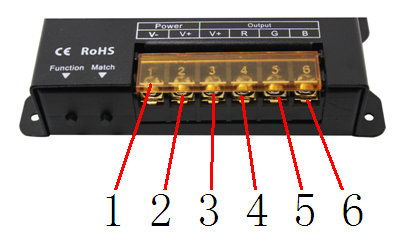 Power Output
V- V+ V+ R G B
CE RoHS
Function Match
1 2 3 4 5 6
1 2 3 4 5 6